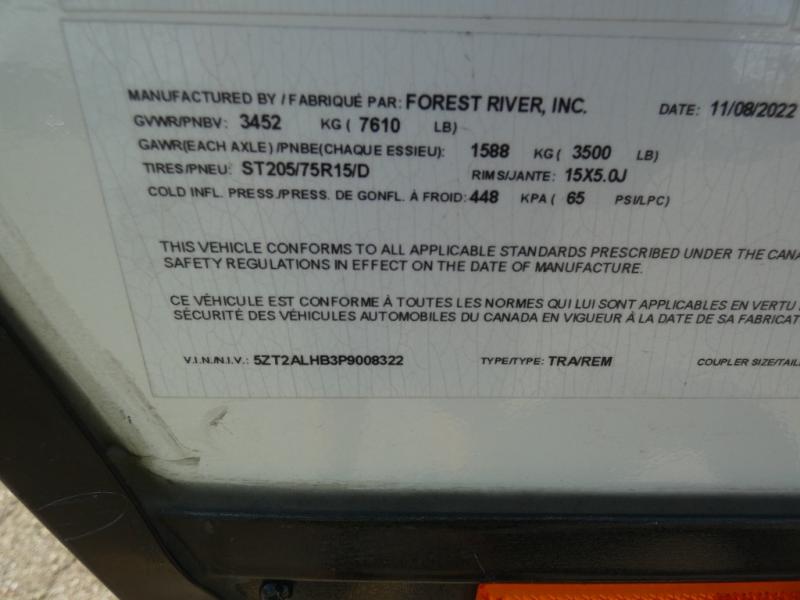 MANUFACTURED BY / FABRIQUÉ PAR: FOREST RIVER, INC. DATE: 11/08/2022
GVWR/PNBV: 3452 KG ( 7610 LB)
GAWR(EACH AXLE) /PNBE(CHAQUE ESSIEU): 1588 KG ( 3500 LB)
TIRES/PNEU: ST205/75R15/D RIMS/JANTE: 15X5.0J
COLD INFL. PRESS./PRESS. DE GONFL. À FROID: 448 KPA ( 65 PSI/LPC)
THIS VEHICLE CONFORMS TO ALL APPLICABLE STANDARDS PRESCRIBED UNDER THE CANA
SAFETY REGULATIONS IN EFFECT ON THE DATE OF MANUFACTURE.
CE VÉHICULE EST CONFORME À TOUTES LES NORMES QUI LUI SONT APPLICABLES EN VERTU
SÉCURITÉ DES VÉHICULES AUTOMOBILES DU CANADA EN VIGUEUR À LA DATE DE SA FABRICAT
V.I.N./N.I.V.: 5ZT2ALHB3P9008322 TYPE/TYPE: TRA/REM COUPLER SIZE/TAILL